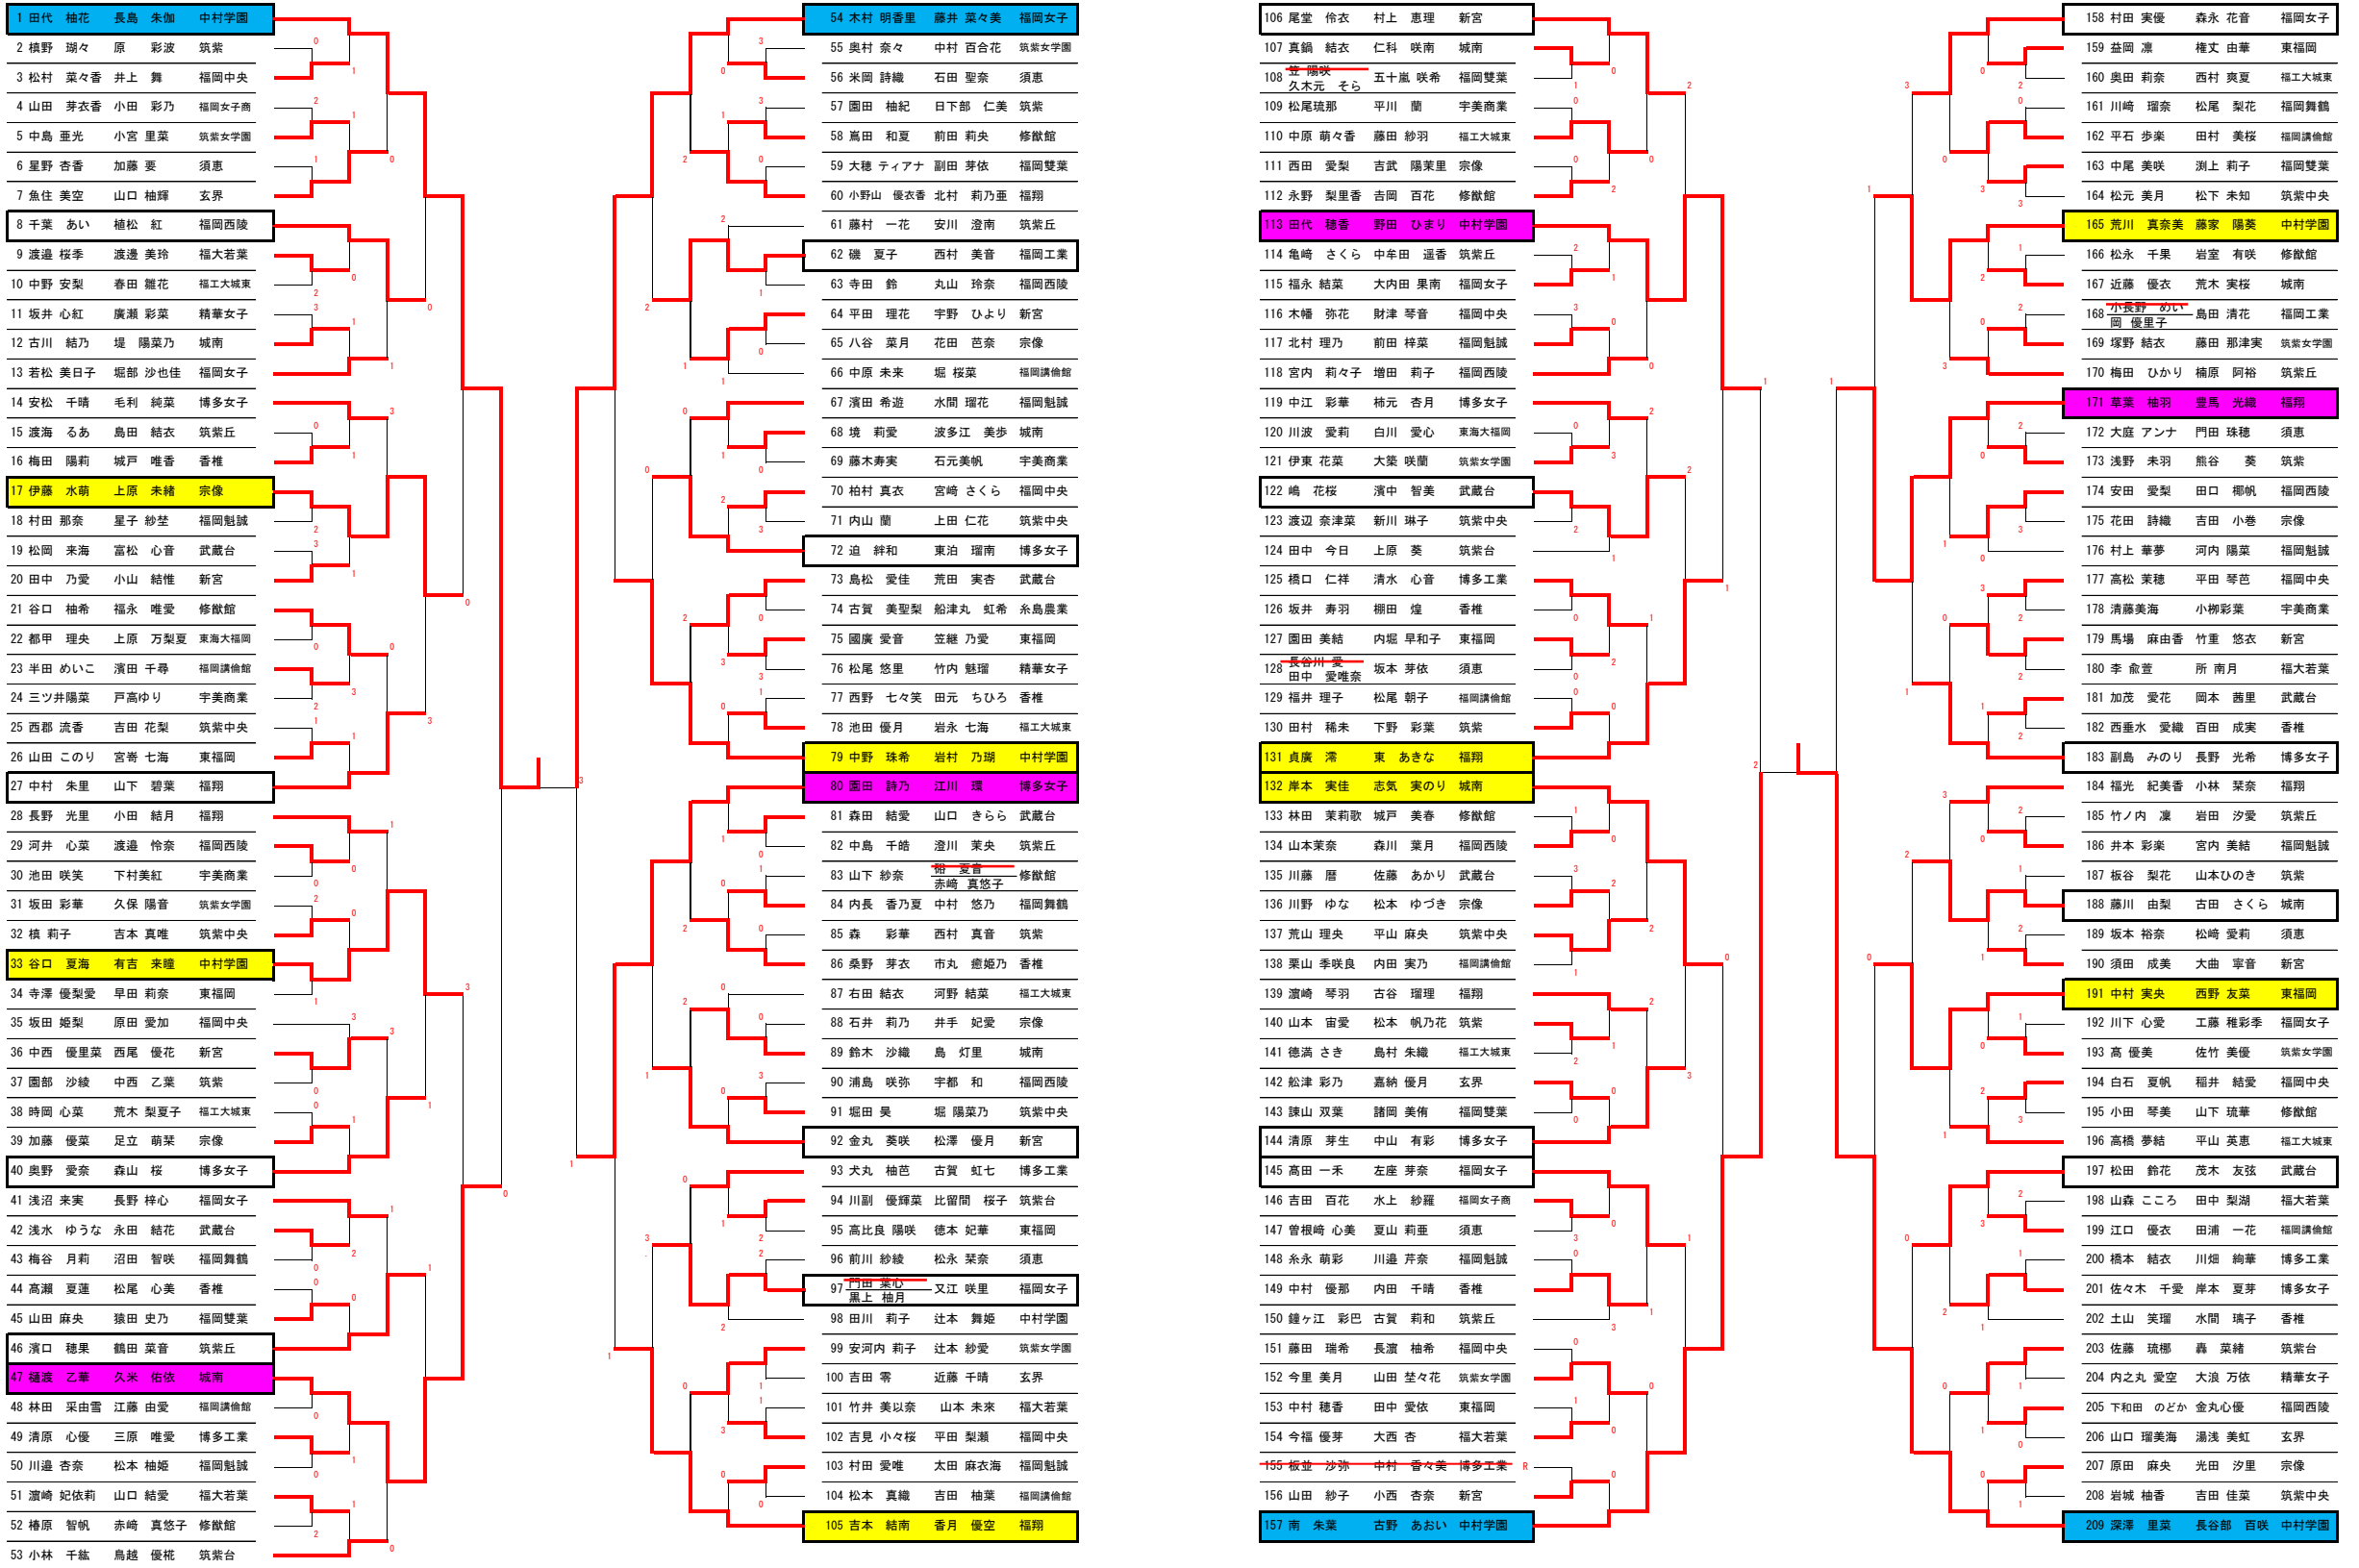 1 田代 柚花 長島 朱伽 中村学園
2 槙野 瑚々 原 彩波 筑紫
3 松村 菜々香 井上 舞 福岡中央
4 山田 芽衣香 小田 彩乃 福岡女子商
5 中島 亜光 小宮 里菜 筑紫女学園
6 星野 杏香 加藤 要 須恵
7 魚住 美空 山口 柚輝 玄界
8 千葉 あい 植松 紅 福岡西陵
9 渡邉 桜季 渡邊 美玲 福大若葉
10 中野 安梨 春田 雛花 福工大城東
11 坂井 心紅 廣瀬 彩菜 精華女子
12 古川 結乃 堤 陽菜乃 城南
13 若松 美日子 堀部 沙也佳 福岡女子
14 安松 千晴 毛利 純菜 博多女子
15 渡海 るあ 島田 結衣 筑紫丘
16 梅田 陽莉 城戸 唯香 香椎
17 伊藤 水萌 上原 未緒 宗像
18 村田 那奈 星子 紗埜 福岡魁誠
19 松岡 来海 富松 心音 武蔵台
20 田中 乃愛 小山 結惟 新宮
21 谷口 柚希 福永 唯愛 修猷館
22 都甲 理央 上原 万梨夏 東海大福岡
23 半田 めいこ 濱田 千尋 福岡講倫館
24 三ツ井陽菜 戸高ゆり 宇美商業
25 西郡 流香 吉田 花梨 筑紫中央
26 山田 このり 宮嵜 七海 東福岡
27 中村 朱里 山下 碧葉 福翔
28 長野 光里 小田 結月 福翔
29 河井 心菜 渡邉 怜奈 福岡西陵
30 池田 咲笑 下村美紅 宇美商業
31 坂田 彩華 久保 陽音 筑紫女学園
32 槙 莉子 吉本 真唯 筑紫中央
33 谷口 夏海 有吉 来瞳 中村学園
34 寺澤 優梨愛 早田 莉奈 東福岡
35 坂田 姫梨 原田 愛加 福岡中央
36 中西 優里菜 西尾 優花 新宮
37 園部 沙綾 中西 乙葉 筑紫
38 時岡 心菜 荒木 梨夏子 福工大城東
39 加藤 優菜 足立 萌栞 宗像
40 奥野 愛奈 森山 桜 博多女子
41 浅沼 来実 長野 梓心 福岡女子
42 浅水 ゆうな 永田 結花 武蔵台
43 梅谷 月莉 沼田 智咲 福岡舞鶴
44 髙瀬 夏蓮 松尾 心美 香椎
45 山田 麻央 猿田 史乃 福岡雙葉
46 濱口 穂果 鶴田 菜音 筑紫丘
47 樋渡 乙華 久米 佑依 城南
48 林田 采由雪 江藤 由愛 福岡講倫館
49 清原 心優 三原 唯愛 博多工業
50 川邉 杏奈 松本 柚姫 福岡魁誠
51 濵崎 妃依莉 山口 結愛 福大若葉
52 椿原 智帆 赤﨑 真悠子 修猷館
53 小林 千紘 鳥越 優椛 筑紫台
54 木村 明香里 藤井 菜々美 福岡女子
55 奥村 奈々 中村 百合花 筑紫女学園
56 米岡 詩織 石田 聖奈 須恵
57 園田 柚紀 日下部 仁美 筑紫
58 嶌田 和夏 前田 莉央 修猷館
59 大穂 ティアナ 副田 芽依 福岡雙葉
60 小野山 優衣香 北村 莉乃亜 福翔
61 藤村 一花 安川 澄南 筑紫丘
62 磯 夏子 西村 美音 福岡工業
63 寺田 鈴 丸山 玲奈 福岡西陵
64 平田 理花 宇野 ひより 新宮
65 八谷 菜月 花田 芭奈 宗像
66 中原 未来 堀 桜菜 福岡講倫館
67 濱田 希遊 水間 瑠花 福岡魁誠
68 境 莉愛 波多江 美歩 城南
69 藤木寿実 石元美帆 宇美商業
70 柏村 真衣 宮﨑 さくら 福岡中央
71 内山 蘭 上田 仁花 筑紫中央
72 迫 絆和 東泊 瑠南 博多女子
73 島松 愛佳 荒田 実杏 武蔵台
74 古賀 美聖梨 船津丸 虹希 糸島農業
75 國廣 愛音 笠継 乃愛 東福岡
76 松尾 悠里 竹内 魅瑠 精華女子
77 西野 七々笑 田元 ちひろ 香椎
78 池田 優月 岩永 七海 福工大城東
79 中野 珠希 岩村 乃瑚 中村学園
80 園田 詩乃 江川 環 博多女子
81 森田 結愛 山口 きらら 武蔵台
82 中島 千皓 澄川 茉央 筑紫丘
83 山下 紗奈 夏音 赤﨑 真悠子 修猷館
84 内長 香乃夏 中村 悠乃 福岡舞鶴
85 森 彩華 西村 真音 筑紫
86 桑野 芽衣 市丸 癒姫乃 香椎
87 右田 結衣 河野 結菜 福工大城東
88 石井 莉乃 井手 妃愛 宗像
89 鈴木 沙織 島 灯里 城南
90 浦島 咲弥 宇都 和 福岡西陵
91 堀田 昊 堀 陽菜乃 筑紫中央
92 金丸 葵咲 松澤 優月 新宮
93 犬丸 柚芭 古賀 虹七 博多工業
94 川副 優輝菜 比留間 桜子 筑紫台
95 高比良 陽咲 徳本 妃華 東福岡
96 前川 紗綾 松永 栞奈 須恵
97 門田 葉心 黒上 柚月 又江 咲里 福岡女子
98 田川 莉子 辻本 舞姫 中村学園
99 安河内 莉子 辻本 紗愛 筑紫女学園
100 吉田 零 近藤 千晴 玄界
101 竹井 美以奈 山本 未来 福大若葉
102 吉見 小々桜 平田 梨瀬 福岡中央
103 村田 愛唯 太田 麻衣海 福岡魁誠
104 松本 真織 吉田 柚葉 福岡講倫館
105 吉本 結南 香月 優空 福翔
106 尾堂 伶衣 村上 恵理 新宮
107 真鍋 結衣 仁科 咲南 城南
108 笠 陽咲 久木元 そら 五十嵐 咲希 福岡雙葉
109 松尾琉那 平川 蘭 宇美商業
110 中原 萌々香 藤田 紗羽 福工大城東
111 西田 愛梨 吉武 陽茉里 宗像
112 永野 梨里香 吉岡 百花 修猷館
113 田代 穂香 野田 ひまり 中村学園
114 亀﨑 さくら 中牟田 遥香 筑紫丘
115 福永 結菜 大内田 果南 福岡女子
116 木幡 弥花 財津 琴音 福岡中央
117 北村 理乃 前田 梓菜 福岡魁誠
118 宮内 莉々子 増田 莉子 福岡西陵
119 中江 彩華 柿元 杏月 博多女子
120 川波 愛莉 白川 愛心 東海大福岡
121 伊東 花菜 大築 咲蘭 筑紫女学園
122 嶋 花桜 濱中 智美 武蔵台
123 渡辺 奈津菜 新川 琳子 筑紫中央
124 田中 今日 上原 葵 筑紫台
125 橋口 仁祥 清水 心音 博多工業
126 坂井 寿羽 棚田 煌 香椎
127 園田 美結 内堀 早和子 東福岡
128 長谷川 愛 田中 愛唯奈 坂本 芽依 須恵
129 福井 理子 松尾 朝子 福岡講倫館
130 田村 稀未 下野 彩葉 筑紫
131 貞廣 澪 東 あきな 福翔
132 岸本 実佳 志気 実のり 城南
133 林田 茉莉歌 城戸 美春 修猷館
134 山本茉奈 森川 葉月 福岡西陵
135 川藤 暦 佐藤 あかり 武蔵台
136 川野 ゆな 松本 ゆづき 宗像
137 荒山 理央 平山 麻央 筑紫中央
138 栗山 季咲良 内田 実乃 福岡講倫館
139 濵崎 琴羽 古谷 瑠理 福翔
140 山本 宙愛 松本 帆乃花 筑紫
141 徳満 さき 島村 朱織 福工大城東
142 舩津 彩乃 嘉納 優月 玄界
143 諌山 双葉 諸岡 美侑 福岡雙葉
144 清原 芽生 中山 有彩 博多女子
145 髙田 一禾 左座 芽奈 福岡女子
146 吉田 百花 水上 紗羅 福岡女子商
147 曽根﨑 心美 夏山 莉亜 須恵
148 糸永 萌彩 川邉 芹奈 福岡魁誠
149 中村 優那 内田 千晴 香椎
150 鐘ヶ江 彩巴 古賀 莉和 筑紫丘
151 藤田 瑞希 長濵 柚希 福岡中央
152 今里 美月 山田 埜々花 筑紫女学園
153 中村 穂香 田中 愛依 東福岡
154 今福 優芽 大西 杏 福大若葉
155 板並 沙弥 中村 香々美 博多工業 R
156 山田 紗子 小西 杏奈 新宮
157 南 朱葉 古野 あおい 中村学園
158 村田 実優 森永 花音 福岡女子
159 益岡 凛 権丈 由華 東福岡
160 奥田 莉奈 西村 爽夏 福工大城東
161 川﨑 瑠奈 松尾 梨花 福岡舞鶴
162 平石 歩楽 田村 美桜 福岡講倫館
163 中尾 美咲 渕上 莉子 福岡雙葉
164 松元 美月 松下 未知 筑紫中央
165 荒川 真奈美 藤家 陽葵 中村学園
166 松永 千果 岩室 有咲 修猷館
167 近藤 優衣 荒木 実桜 城南
168 小長野 めい 岡 優里子 島田 清花 福岡工業
169 塚野 結衣 藤田 那津実 筑紫女学園
170 梅田 ひかり 楠原 阿裕 筑紫丘
171 草葉 柚羽 豊馬 光織 福翔
172 大庭 アンナ 門田 珠穂 須恵
173 浅野 未羽 熊谷 葵 筑紫
174 安田 愛梨 田口 椰帆 福岡西陵
175 花田 詩織 吉田 小巻 宗像
176 村上 華夢 河内 陽菜 福岡魁誠
177 高松 茉穂 平田 琴芭 福岡中央
178 清藤美海 小栁彩葉 宇美商業
179 馬場 麻由香 竹重 悠衣 新宮
180 李 兪萱 所 南月 福大若葉
181 加茂 愛花 岡本 茜里 武蔵台
182 西垂水 愛織 百田 成実 香椎
183 副島 みのり 長野 光希 博多女子
184 福光 紀美香 小林 栞奈 福翔
185 竹ノ内 凜 岩田 汐愛 筑紫丘
186 井本 彩楽 宮内 美結 福岡魁誠
187 板谷 梨花 山本ひのき 筑紫
188 藤川 由梨 古田 さくら 城南
189 坂本 裕奈 松﨑 愛莉 須恵
190 須田 成美 大曲 寧音 新宮
191 中村 実央 西野 友菜 東福岡
192 川下 心愛 工藤 稚彩季 福岡女子
193 髙 優美 佐竹 美優 筑紫女学園
194 白石 夏帆 稲井 結愛 福岡中央
195 小田 琴美 山下 琉華 修猷館
196 高橋 夢結 平山 英恵 福工大城東
197 松田 鈴花 茂木 友弦 武蔵台
198 山森 こころ 田中 梨湖 福大若葉
199 江口 優衣 田浦 一花 福岡講倫館
200 橋本 結衣 川畑 絢華 博多工業
201 佐々木 千愛 岸本 夏芽 博多女子
202 土山 笑瑠 水間 璃子 香椎
203 佐藤 琉梛 轟 菜緒 筑紫台
204 内之丸 愛空 大浪 万依 精華女子
205 下和田 のどか 金丸心優 福岡西陵
206 山口 瑠美海 湯浅 美虹 玄界
207 原田 麻央 光田 汐里 宗像
208 岩城 柚香 吉田 佳菜 筑紫中央
209 深澤 里菜 長谷部 百咲 中村学園